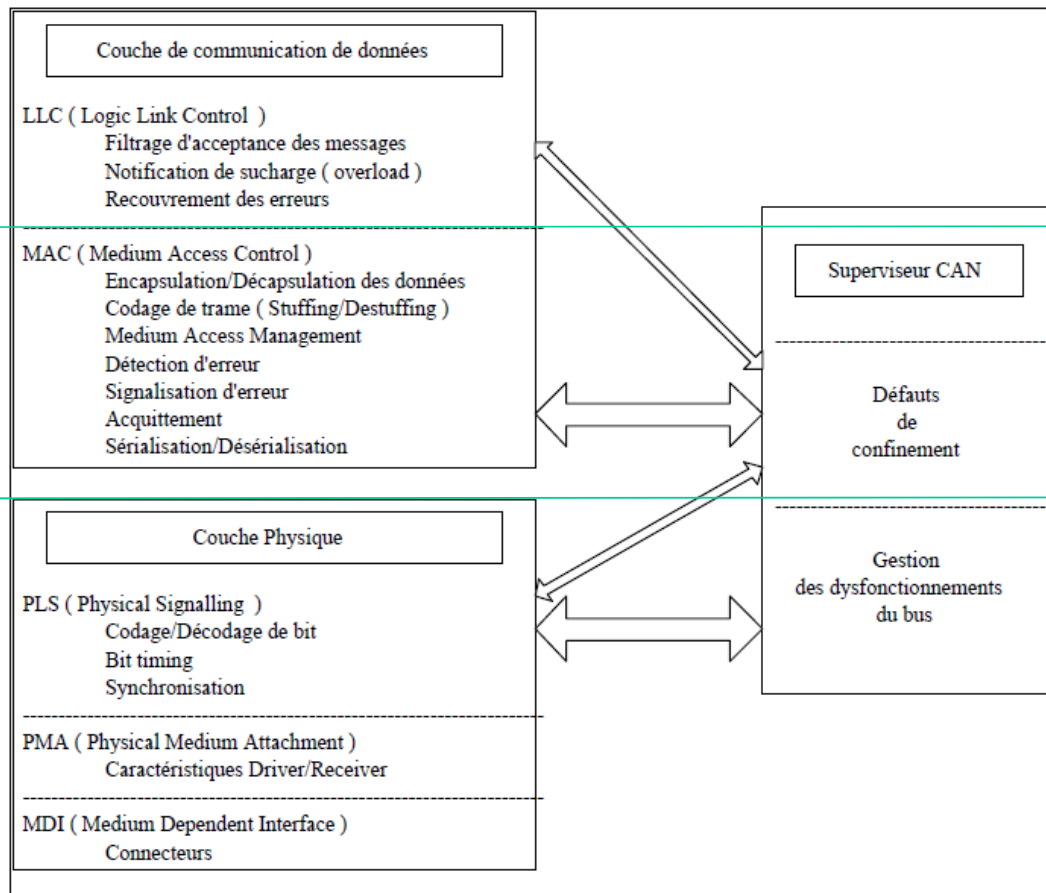 Couche de communication de données
LLC ( Logic Link Control )
Filtrage d'acceptance des messages
Notification de sucharge ( overload )
Recouvrement des erreurs
MAC ( Medium Access Control )
Encapsulation/Décapsulation des données
Codage de trame ( Stuffing/Destuffing )
Medium Access Management
Détection d'erreur
Signalisation d'erreur
Acquittement
Sérialisation/Désérialisation
Couche Physique
PLS ( Physical Signalling )
Codage/Décodage de bit
Bit timing
Synchronisation
PMA ( Physical Medium Attachment )
Caractéristiques Driver/Receiver
MDI ( Medium Dependent Interface )
Connecteurs
Superviseur CAN
Défauts
de
confinement
Gestion
des dysfonctionnements
du bus